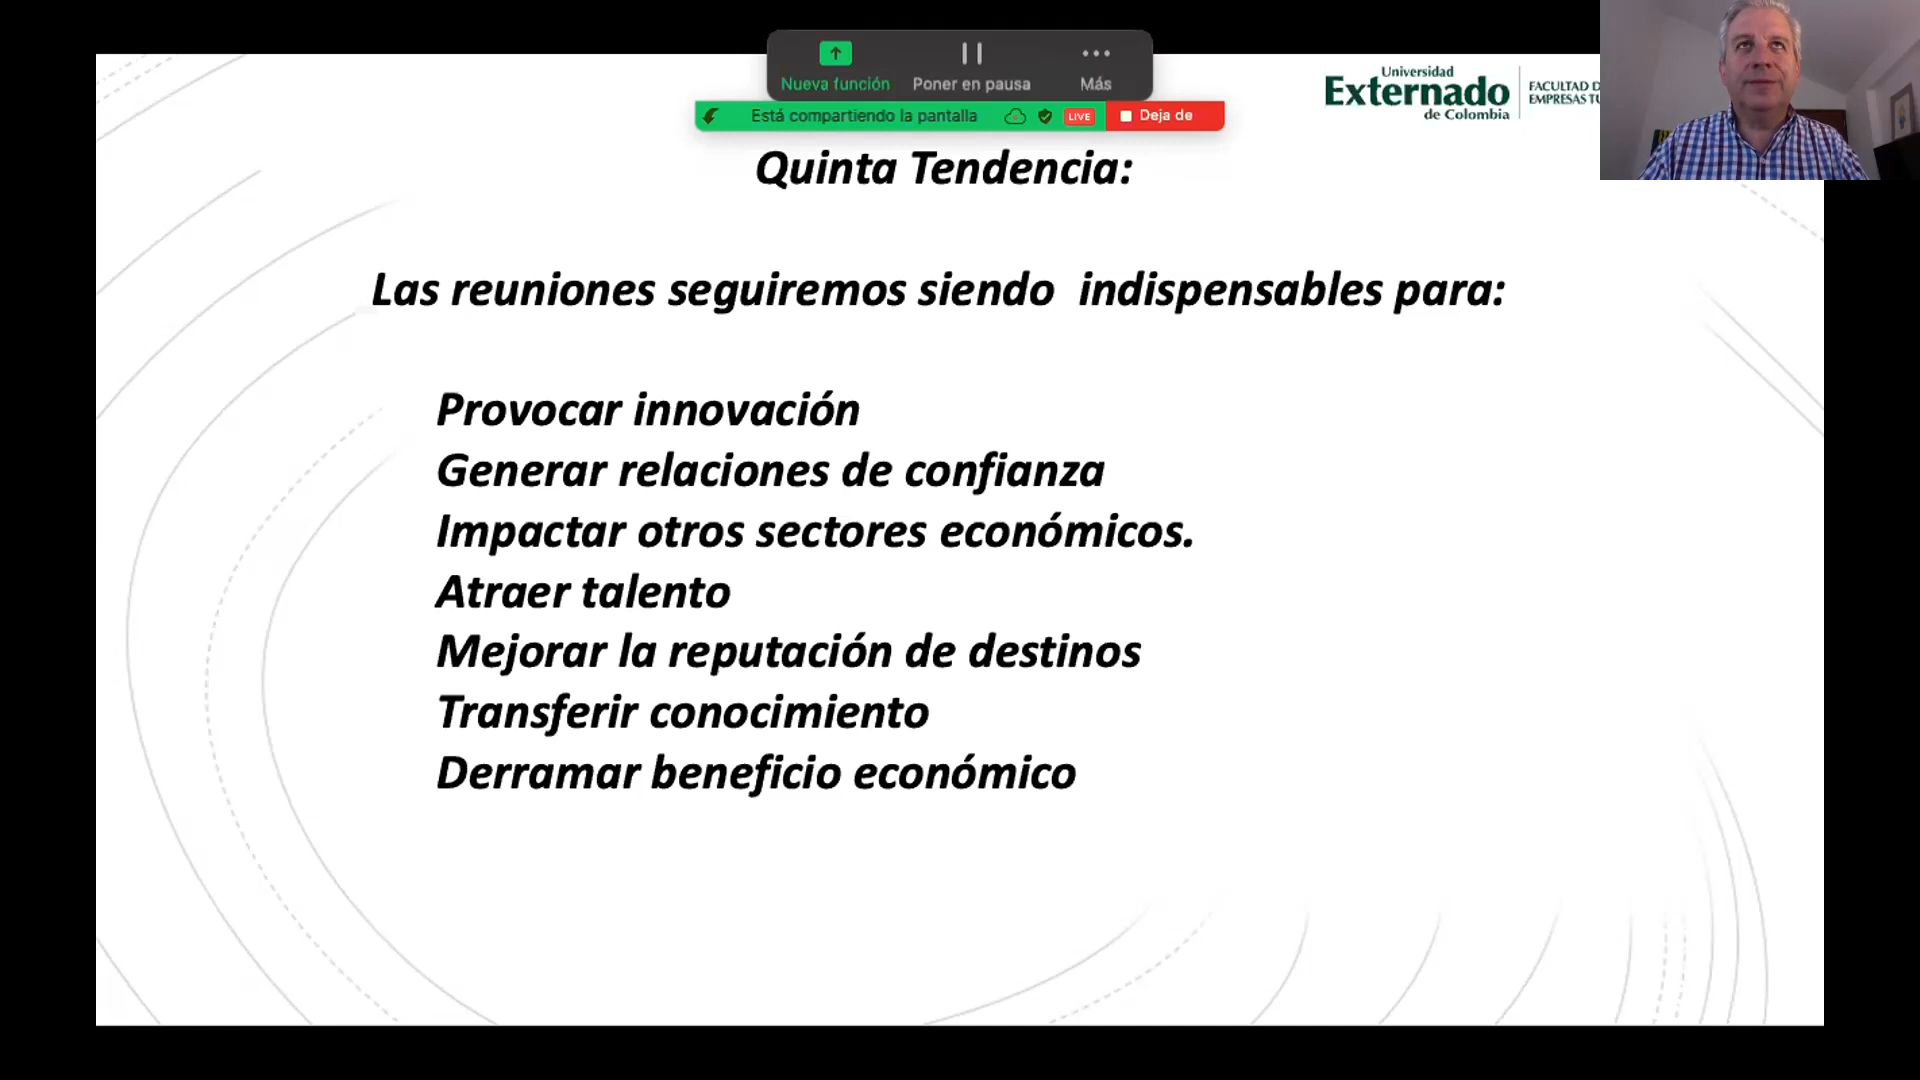 Nueva función
Poner en pausa
Más
Está compartiendo la pantalla
LIVE
Deja de
Universidad
Externado
de Colombia
FACULTAD D
EMPRESAS TU
Quinta Tendencia:
Las reuniones seguiremos siendo indispensables para:
Provocar innovación
Generar relaciones de confianza
Impactar otros sectores económicos.
Atraer talento
Mejorar la reputación de destinos
Transferir conocimiento
Derramar beneficio económico